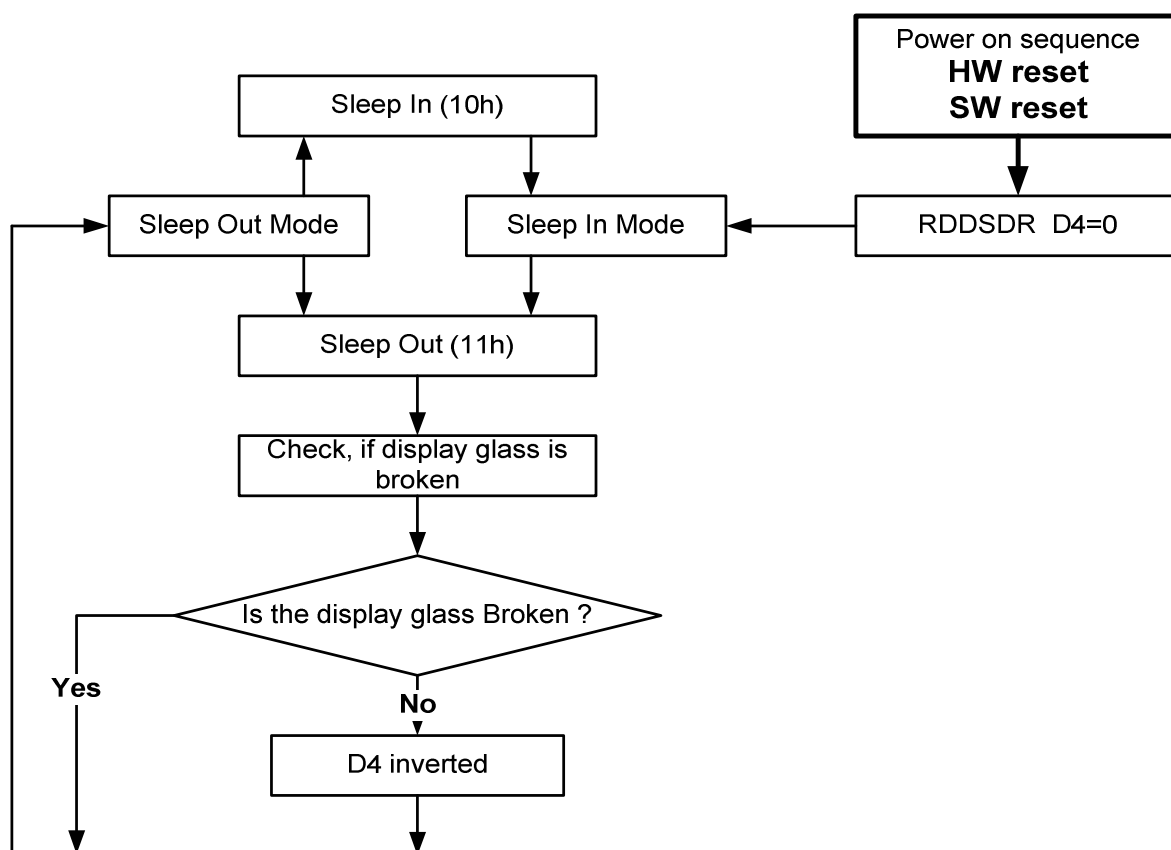 Power on sequence
HW reset
SW reset
Sleep In (10h)
Sleep Out Mode
Sleep In Mode
RDDSDR D4=0
Sleep Out (11h)
Check, if display glass is
broken
Is the display glass Broken ?
Yes
No
D4 inverted